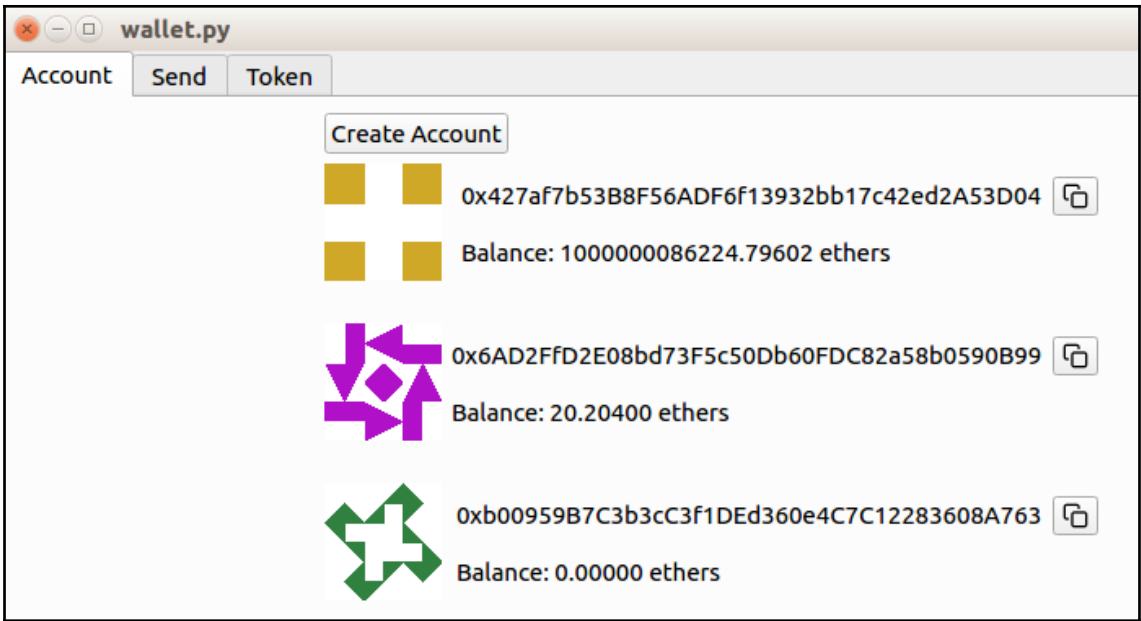 wallet.py
Account Send Token
Create Account
0x427af7b53B8F56ADF6f13932bb17c42ed2A53D04
Balance: 1000000086224.79602 ethers
0x6AD2FfD2E08bd73F5c50Db60FDC82a58b0590B99
Balance: 20.20400 ethers
0xb00959B7C3b3cC3f1DEd360e4C7C12283608A763
Balance: 0.00000 ethers